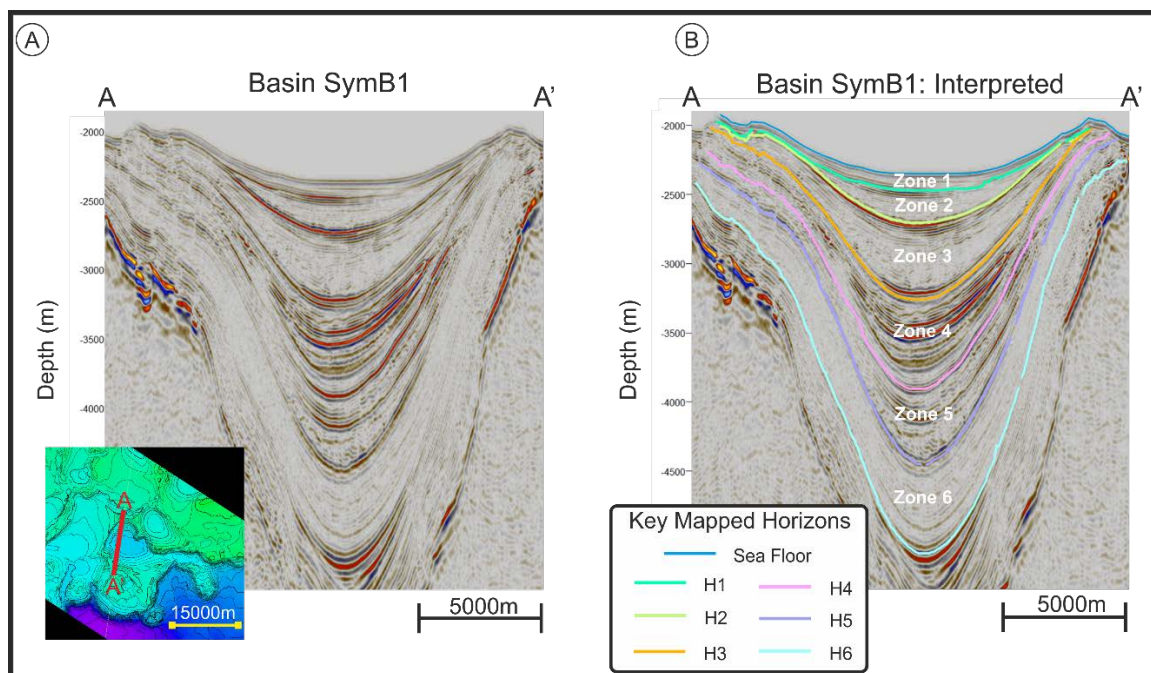 A
Basin SymB1
A
A'
-2000
-2500
-3000
-3500
-4000
Depth (m)
A
A'
15000m
5000m
B
Basin SymB1: Interpreted
A
A'
-2000
-2500
-3000
-3500
-4000
-4500
Depth (m)
Zone 1
Zone 2
Zone 3
Zone 4
Zone 5
Zone 6
Key Mapped Horizons
Sea Floor
H1
H4
H2
H5
H3
H6
5000m